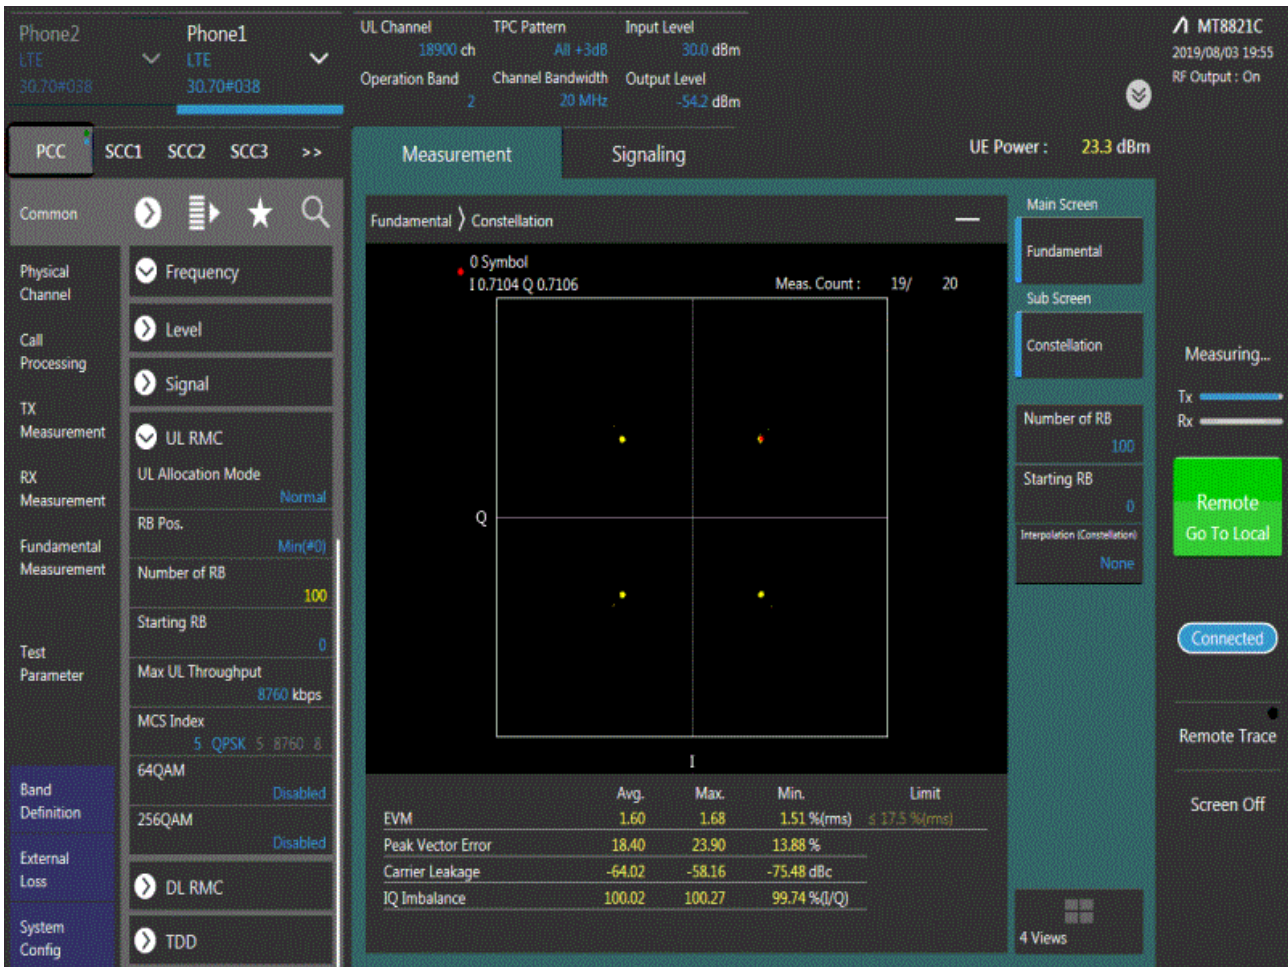 Phone2
LTE
30.70#038
Phone1
LTE
30.70#038
UL Channel
18900 ch
TPC Pattern
All +3dB
Input Level
30.0 dBm
Operation Band
2
Channel Bandwidth
20 MHz
Output Level
-54.2 dBm
MT8821C
2019/08/03 19:55
RF Output : On
PCC
SCC1
SCC2
SCC3
>>
Measurement
Signaling
UE Power : 23.3 dBm
Common
Physical
Channel
Call
Processing
TX
Measurement
RX
Measurement
Fundamental
Measurement
Test
Parameter
Band
Definition
External
Loss
System
Config
Frequency
Level
Signal
UL RMC
UL Allocation Mode
Normal
RB Pos.
Min(#0)
Number of RB
100
Starting RB
0
Max UL Throughput
8760 kbps
MCS Index
5 QPSK 5 8760 8
64QAM
Disabled
256QAM
Disabled
DL RMC
TDD
Fundamental 〉Constellation
0 Symbol
I 0.7104 Q 0.7106
Meas. Count : 19/ 20
Q
I
Avg. Max. Min. Limit
EVM 1.60 1.68 1.51 %(rms) ≤ 17.5 %(rms)
Peak Vector Error 18.40 23.90 13.88 %
Carrier Leakage -64.02 -58.16 -75.48 dBc
IQ Imbalance 100.02 100.27 99.74 %(I/Q)
Main Screen
Fundamental
Sub Screen
Constellation
Number of RB
100
Starting RB
0
Interpolation (Constellation)
None
4 Views
Measuring...
Tx
Rx
Remote
Go To Local
Connected
Remote Trace
Screen Off